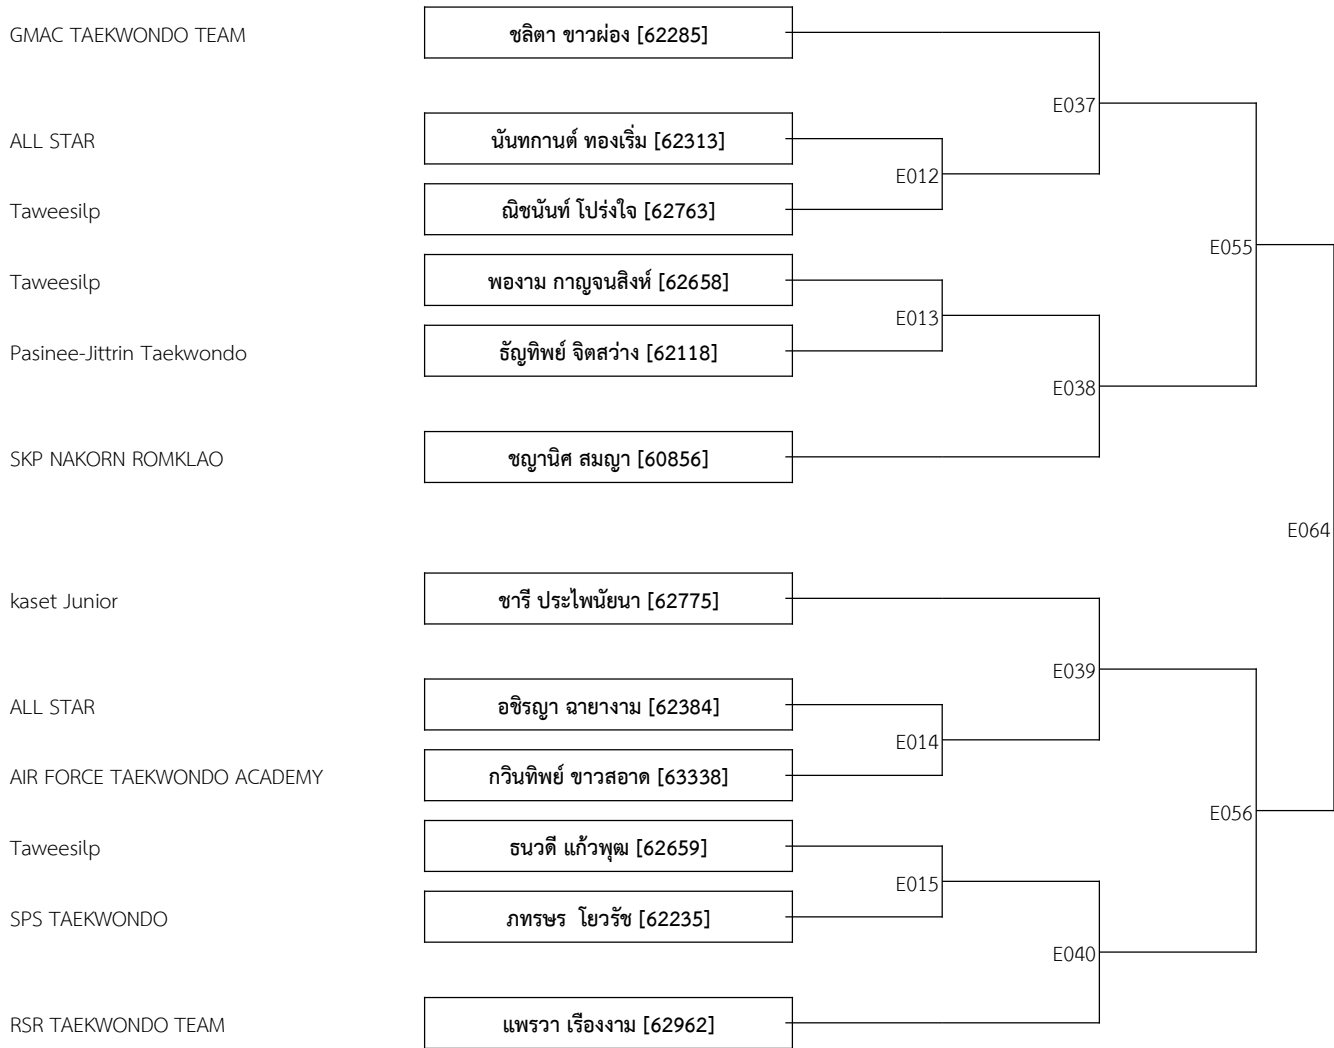 GMAC TAEKWONDO TEAM ชลิตา ขาวผ่อง [62285]
E037
ALL STAR นันทกานต์ ทองเริ่ม [62313]
E012
Taweesilp ณิชนันท์ โปร่งใจ [62763]
E055
Taweesilp พองาม กาญจนสิงห์ [62658]
E013
Pasinee-Jittrin Taekwondo ธัญทิพย์ จิตสว่าง [62118]
E038
SKP NAKORN ROMKLAO ชญานิศ สมญา [60856]
E064
kaset Junior ชารี ประไพนัยนา [62775]
E039
ALL STAR อชิรญา ฉายางาม [62384]
E014
AIR FORCE TAEKWONDO ACADEMY กวินทิพย์ ขาวสอาด [63338]
E056
Taweesilp ธนวดี แก้วพุฒ [62659]
E015
SPS TAEKWONDO ภทรษร  โยวรัช [62235]
E040
RSR TAEKWONDO TEAM แพรวา เรืองงาม [62962]